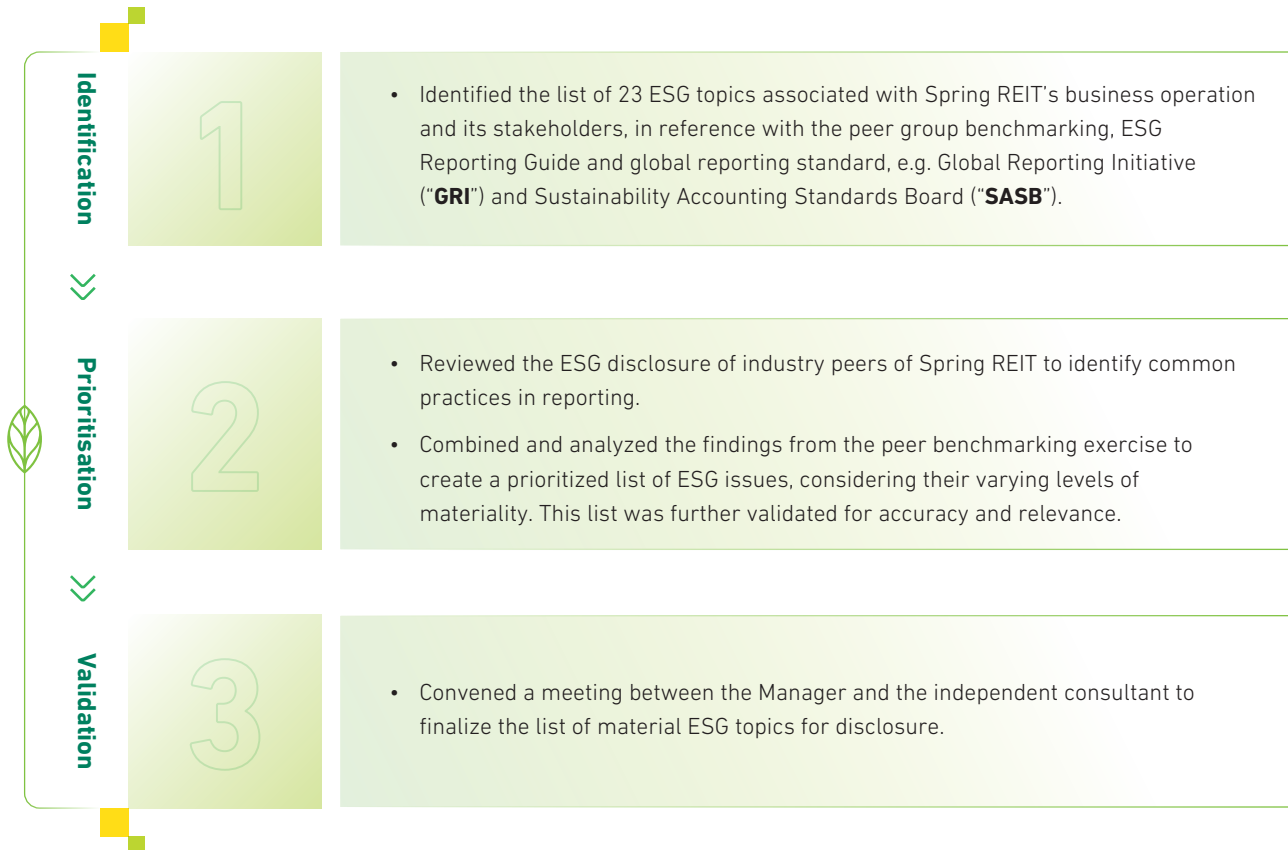 Identification
1
• Identified the list of 23 ESG topics associated with Spring REIT’s business operation
and its stakeholders, in reference with the peer group benchmarking, ESG
Reporting Guide and global reporting standard, e.g. Global Reporting Initiative
(“GRI”) and Sustainability Accounting Standards Board (“SASB”).
Prioritisation
2
• Reviewed the ESG disclosure of industry peers of Spring REIT to identify common
practices in reporting.
• Combined and analyzed the findings from the peer benchmarking exercise to
create a prioritized list of ESG issues, considering their varying levels of
materiality. This list was further validated for accuracy and relevance.
Validation
3
• Convened a meeting between the Manager and the independent consultant to
finalize the list of material ESG topics for disclosure.